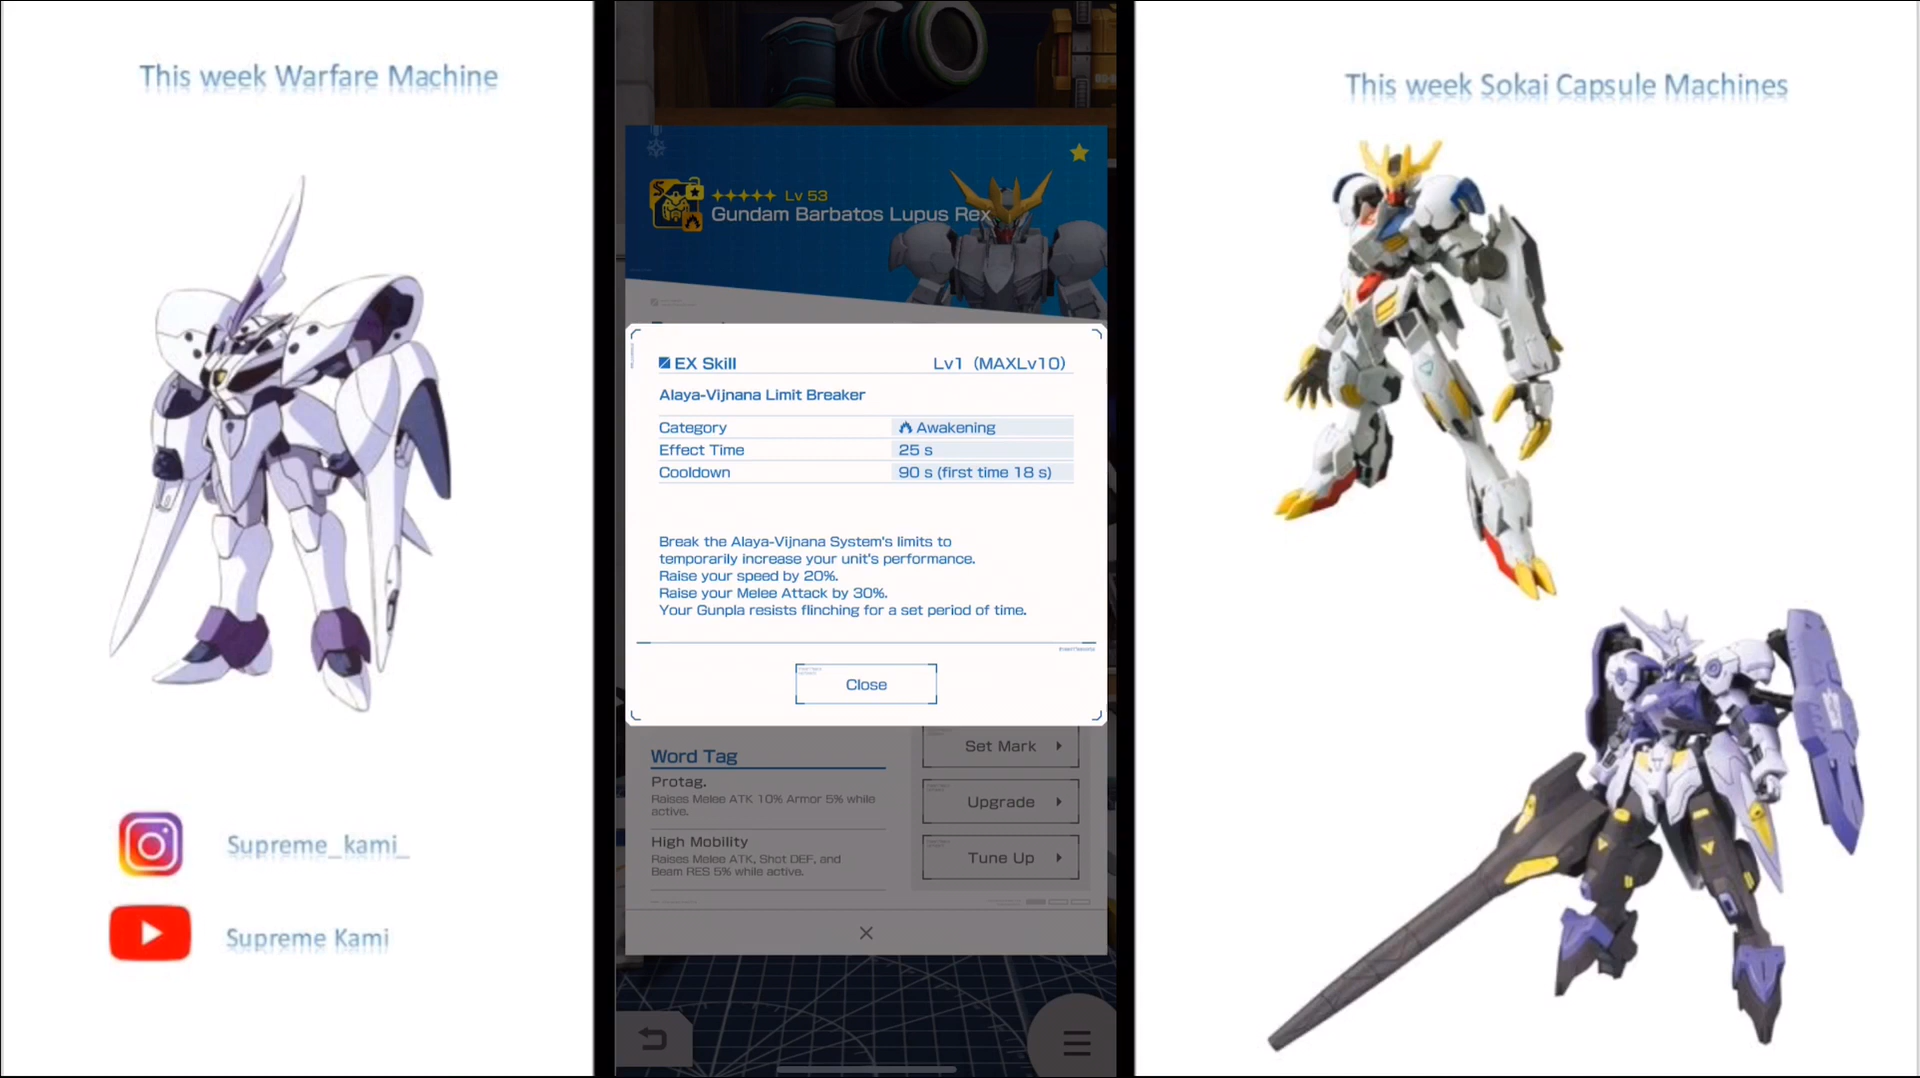 This week Warfare Machine
Supreme_kami_
Supreme Kami
Lv 53
Gundam Barbatos Lupus Rex
EX Skill
Lv1 (MAXLv10)
Alaya-Vijnana Limit Breaker
Category
Awakening
Effect Time
25 s
Cooldown
90 s (first time 18 s)
Break the Alaya-Vijnana System's limits to
temporarily increase your unit's performance.
Raise your speed by 20%.
Raise your Melee Attack by 30%.
Your Gunpla resists flinching for a set period of time.
Close
Word Tag
Protag.
Raises Melee ATK 10% Armor 5% while
active.
High Mobility
Raises Melee ATK, Shot DEF, and
Beam RES 5% while active.
Set Mark
Upgrade
Tune Up
This week Sokai Capsule Machines